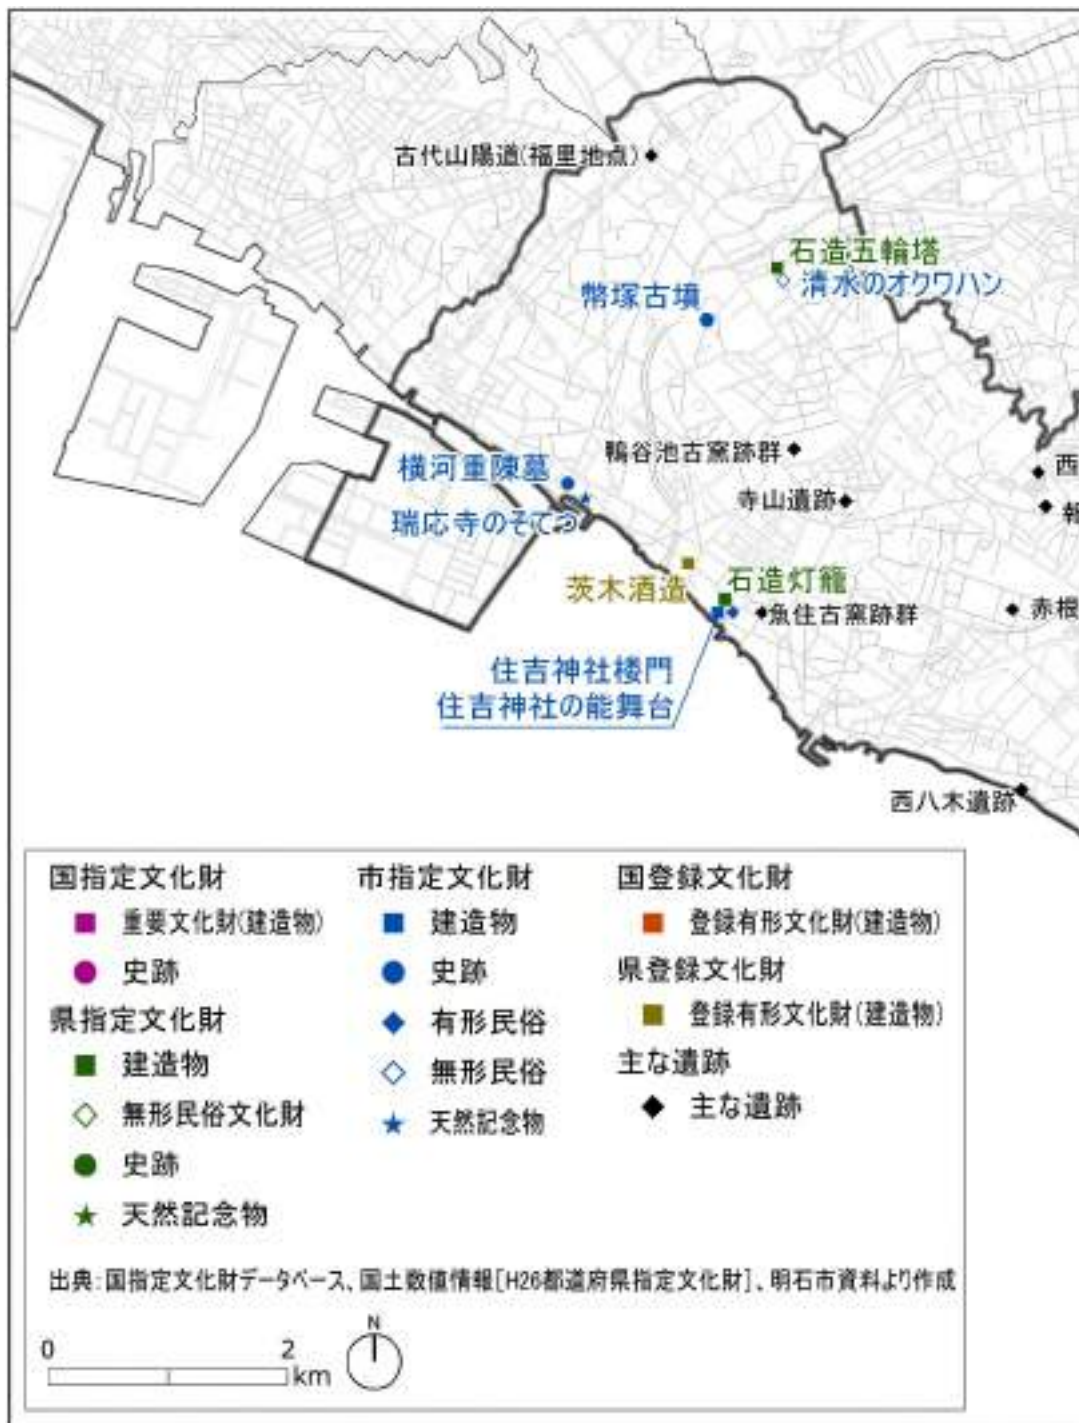 古代山陽道(福里地点)
石造五輪塔
清水のオクワハン
幣塚古墳
鴨谷池古窯跡群
西
横河重陳墓
寺山遺跡
報
瑞応寺のそてつ
茨木酒造
石造灯籠
魚住古窯跡群
赤根
住吉神社楼門
住吉神社の能舞台
西八木遺跡
国指定文化財
重要文化財(建造物)
史跡
県指定文化財
建造物
無形民俗文化財
史跡
天然記念物
市指定文化財
建造物
史跡
有形民俗
無形民俗
天然記念物
国登録文化財
登録有形文化財(建造物)
県登録文化財
登録有形文化財(建造物)
主な遺跡
主な遺跡
出典:国指定文化財データベース、国土数値情報[H26都道府県指定文化財]、明石市資料より作成
0 2
km
N